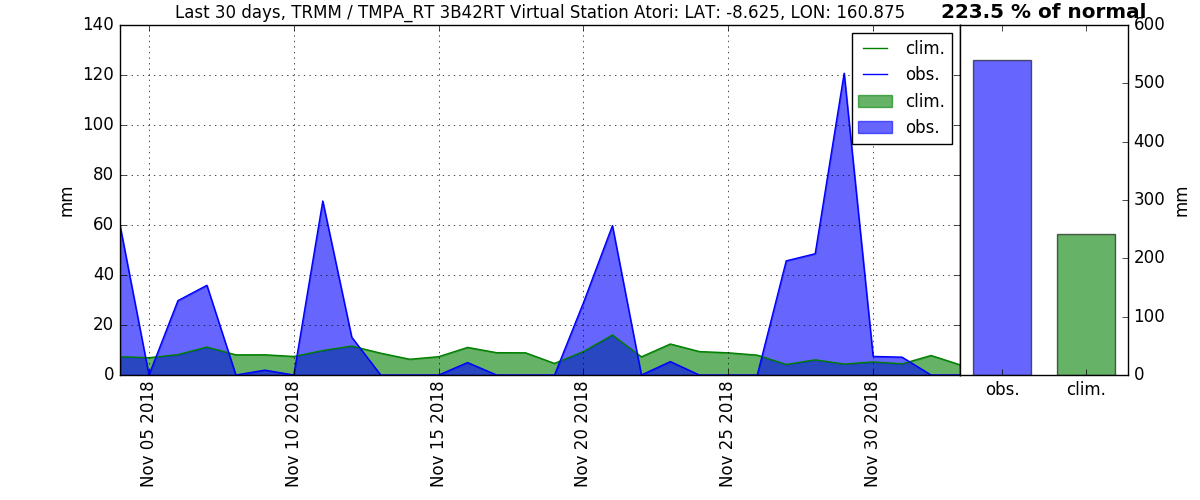 Last 30 days, TRMM / TMPA_RT 3B42RT Virtual Station Atori: LAT: -8.625, LON: 160.875
223.5 % of normal
140
120
100
80
60
40
20
0
mm
Nov 05 2018
Nov 10 2018
Nov 15 2018
Nov 20 2018
Nov 25 2018
Nov 30 2018
clim.
obs.
clim.
obs.
600
500
400
300
200
100
0
mm
obs.
clim.